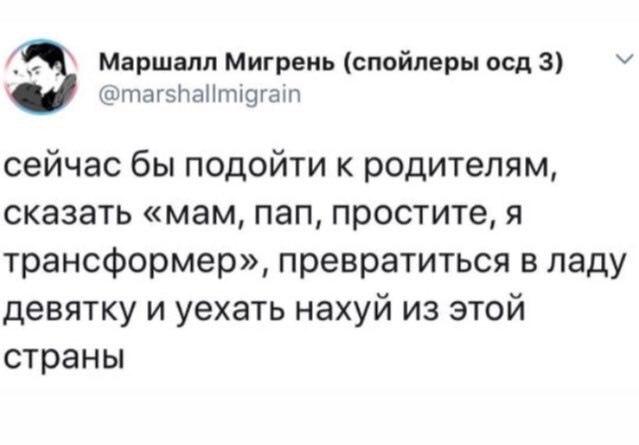 Маршалл Мигрень (спойлеры осд 3)
@marshallmigrain
сейчас бы подойти к родителям,
сказать «мам, пап, простите, я
трансформер», превратиться в ладу
девятку и уехать нахуй из этой
страны